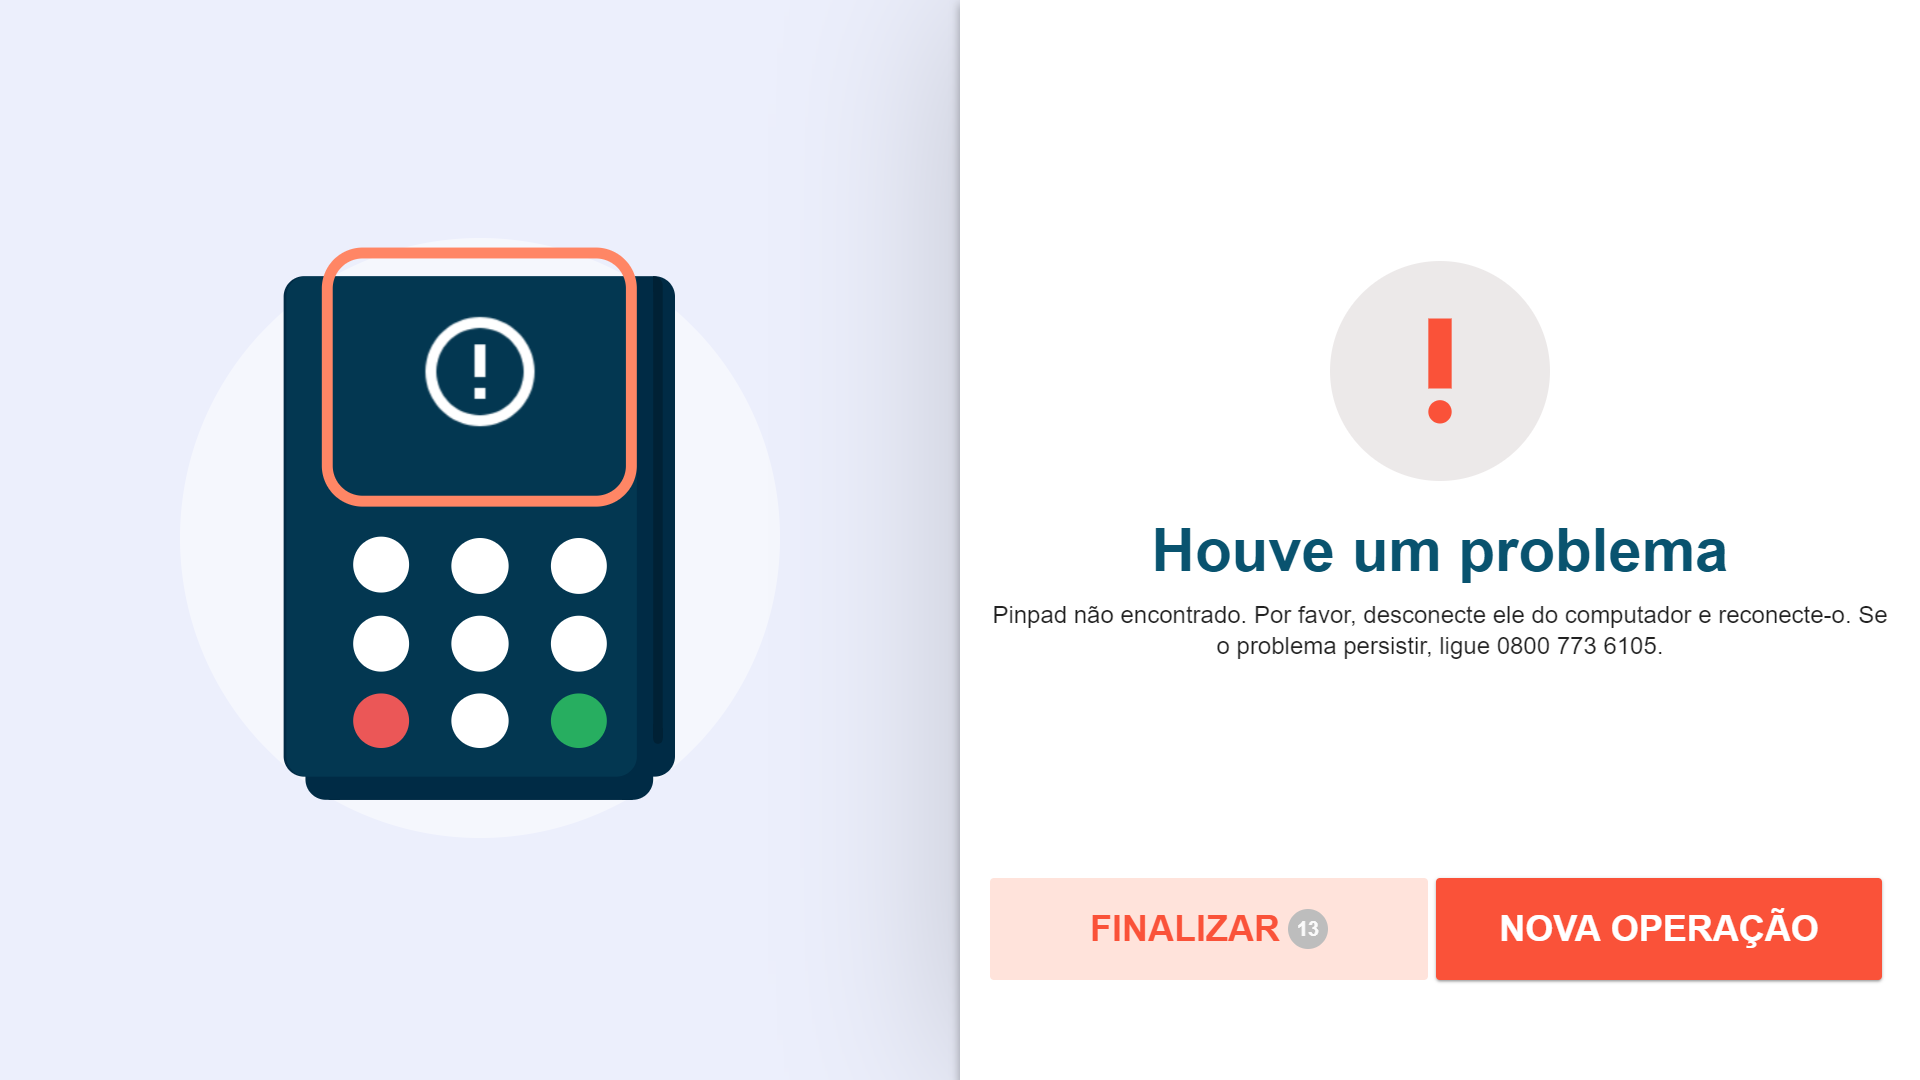 Houve um problema
Pinpad não encontrado. Por favor, desconecte ele do computador e reconecte-o. Se
o problema persistir, ligue 0800 773 6105.
FINALIZAR 13
NOVA OPERAÇÃO